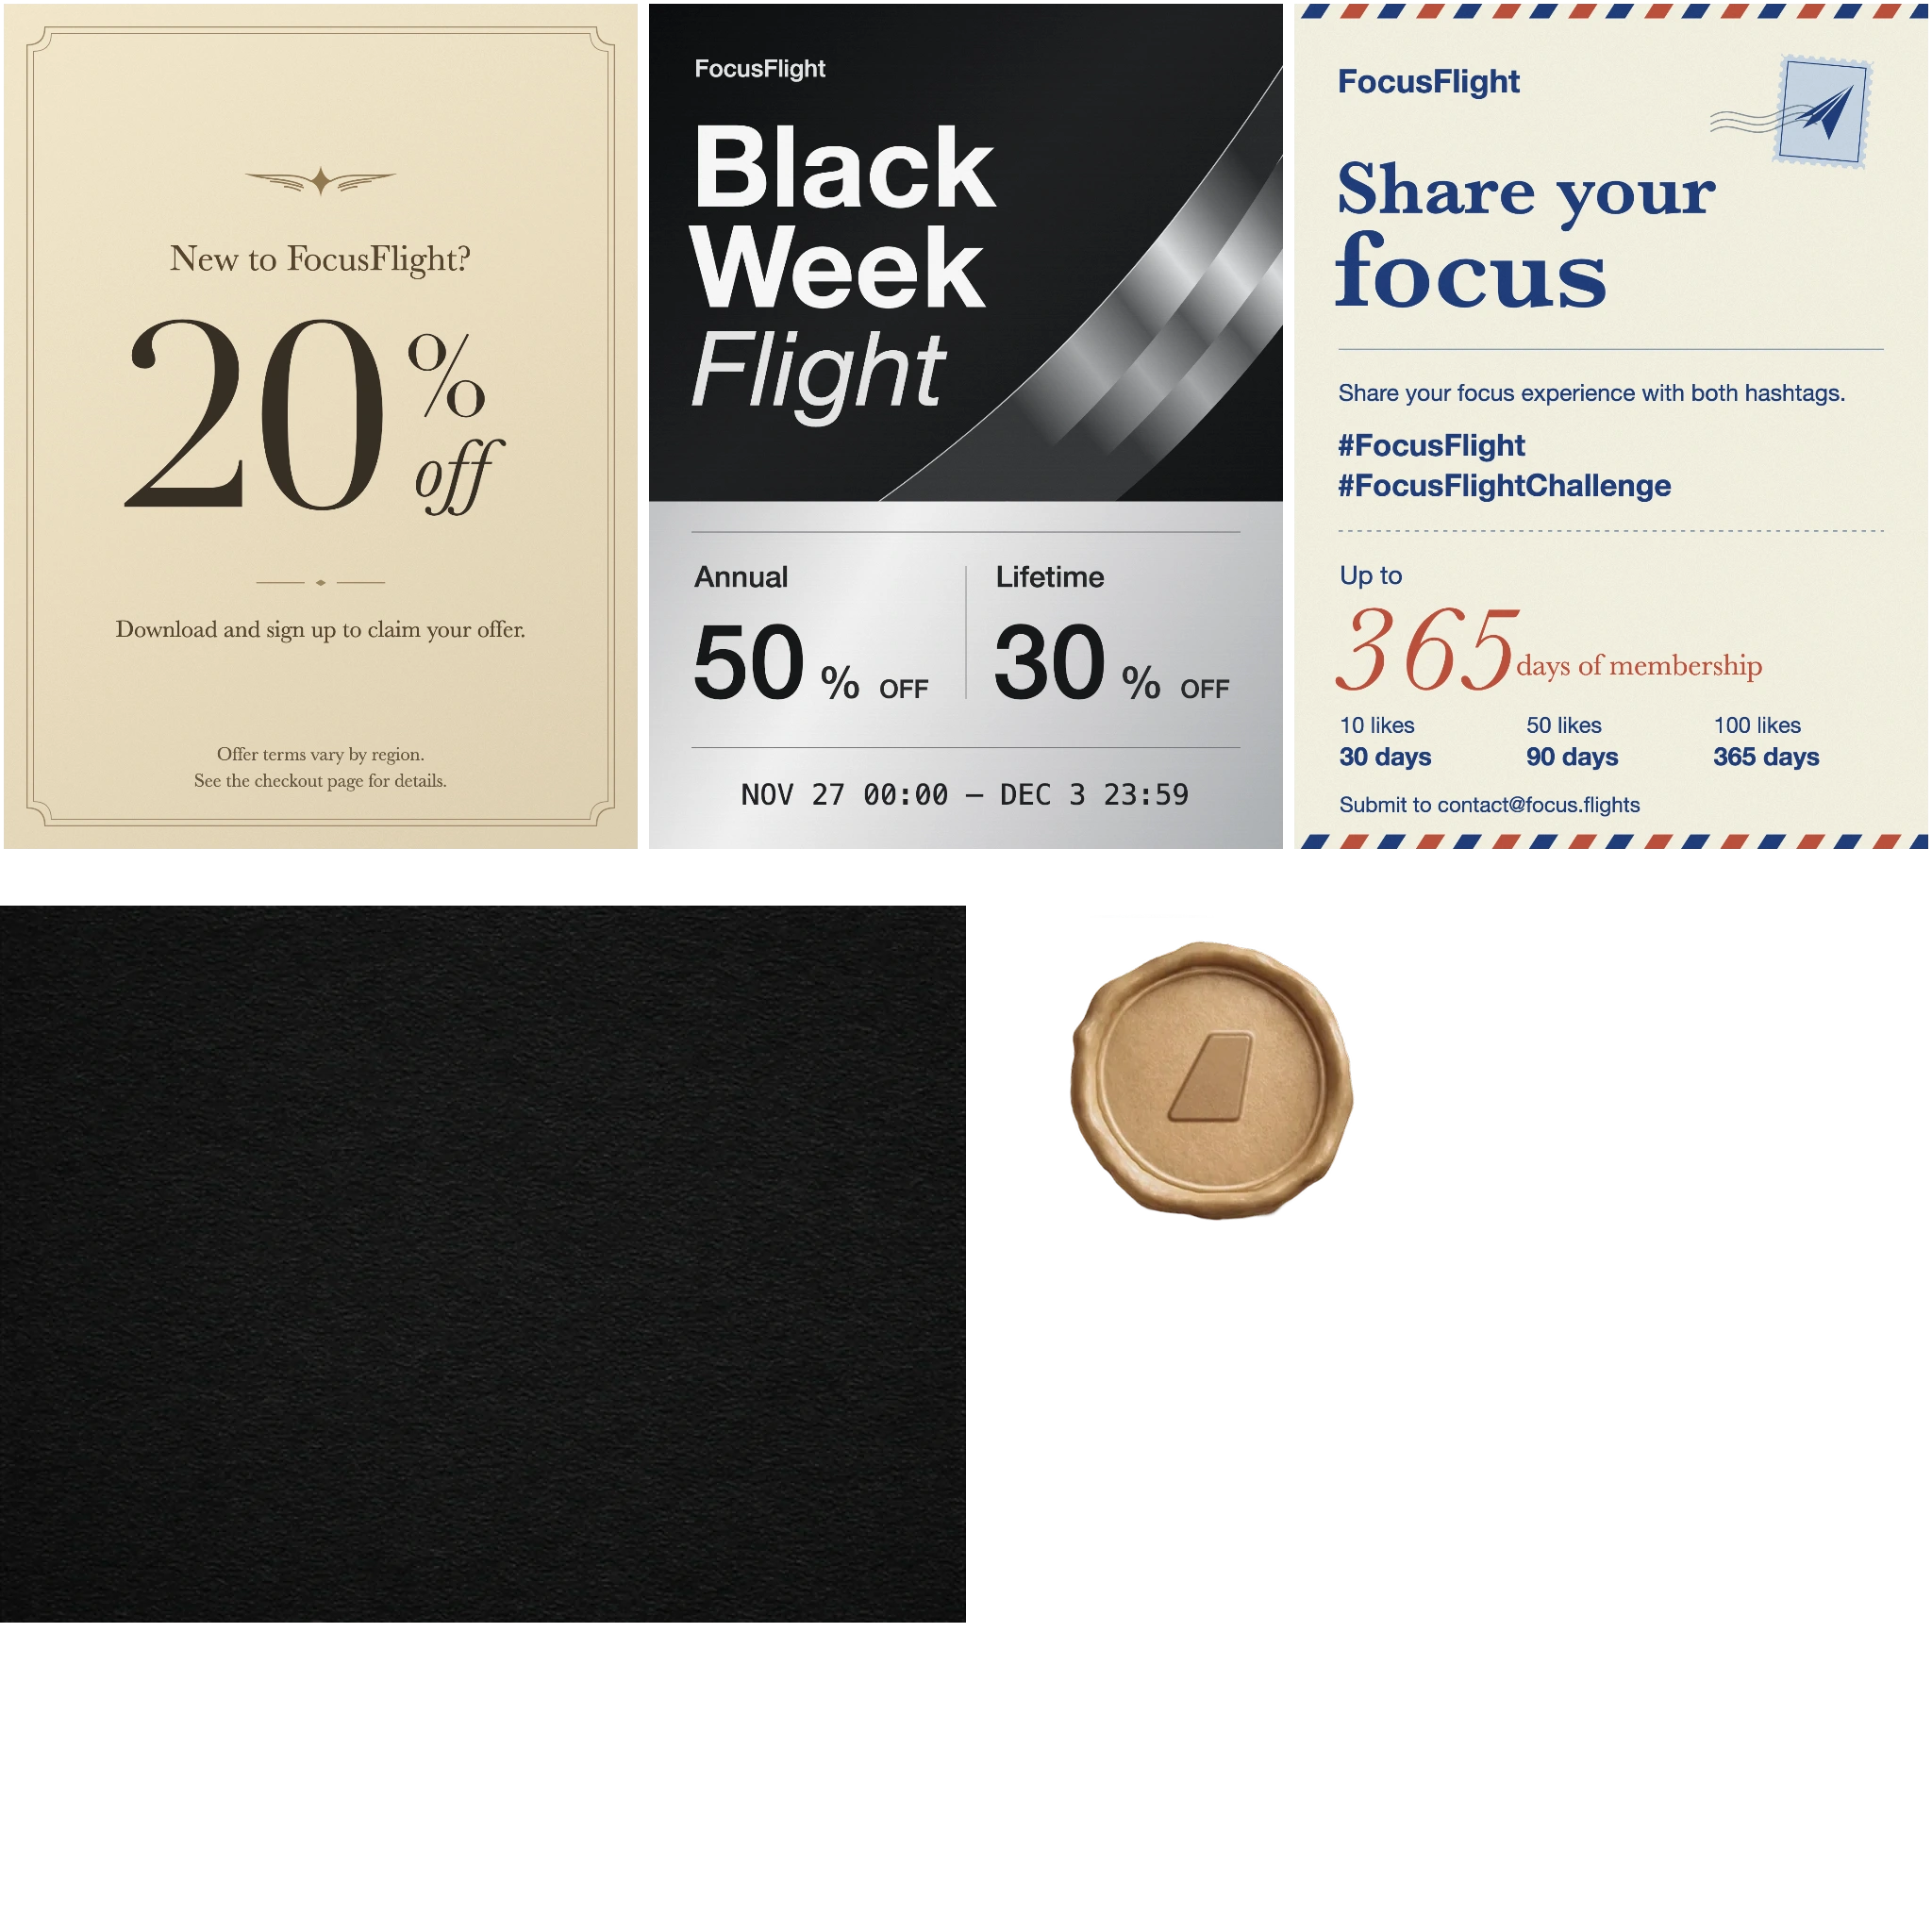 New to FocusFlight?
20% off
Download and sign up to claim your offer.
Offer terms vary by region.
See the checkout page for details.
FocusFlight
Black
Week
Flight
Annual
50 % OFF
Lifetime
30 % OFF
NOV 27 00:00 — DEC 3 23:59
FocusFlight
Share your
focus
Share your focus experience with both hashtags.
#FocusFlight
#FocusFlightChallenge
Up to
365 days of membership
10 likes 50 likes 100 likes
30 days 90 days 365 days
Submit to contact@focus.flights